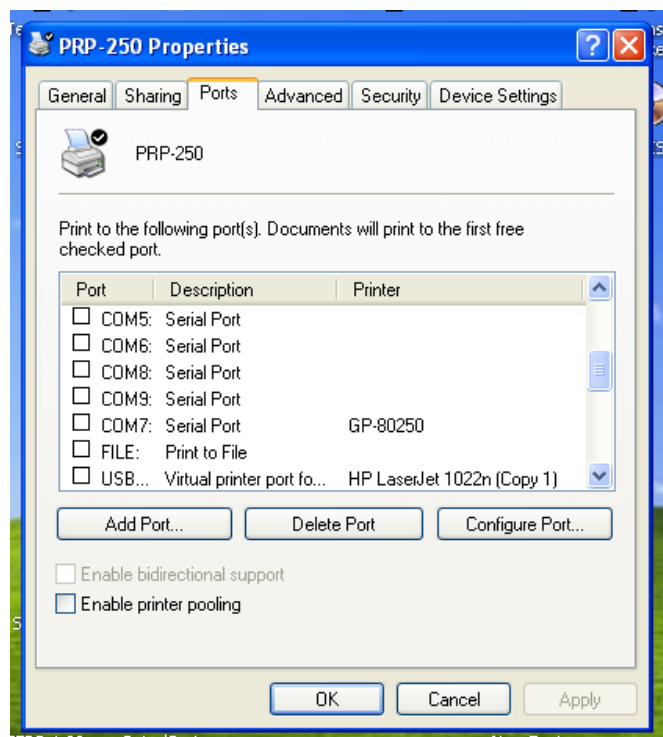 PRP-250 Properties
General Sharing Ports Advanced Security Device Settings
PRP-250
Print to the following port(s). Documents will print to the first free
checked port.
Port Description Printer
COM5: Serial Port
COM6: Serial Port
COM8: Serial Port
COM9: Serial Port
COM7: Serial Port GP-80250
FILE: Print to File
USB... Virtual printer port fo... HP LaserJet 1022n (Copy 1)
Add Port... Delete Port Configure Port...
Enable bidirectional support
Enable printer pooling
OK Cancel Apply